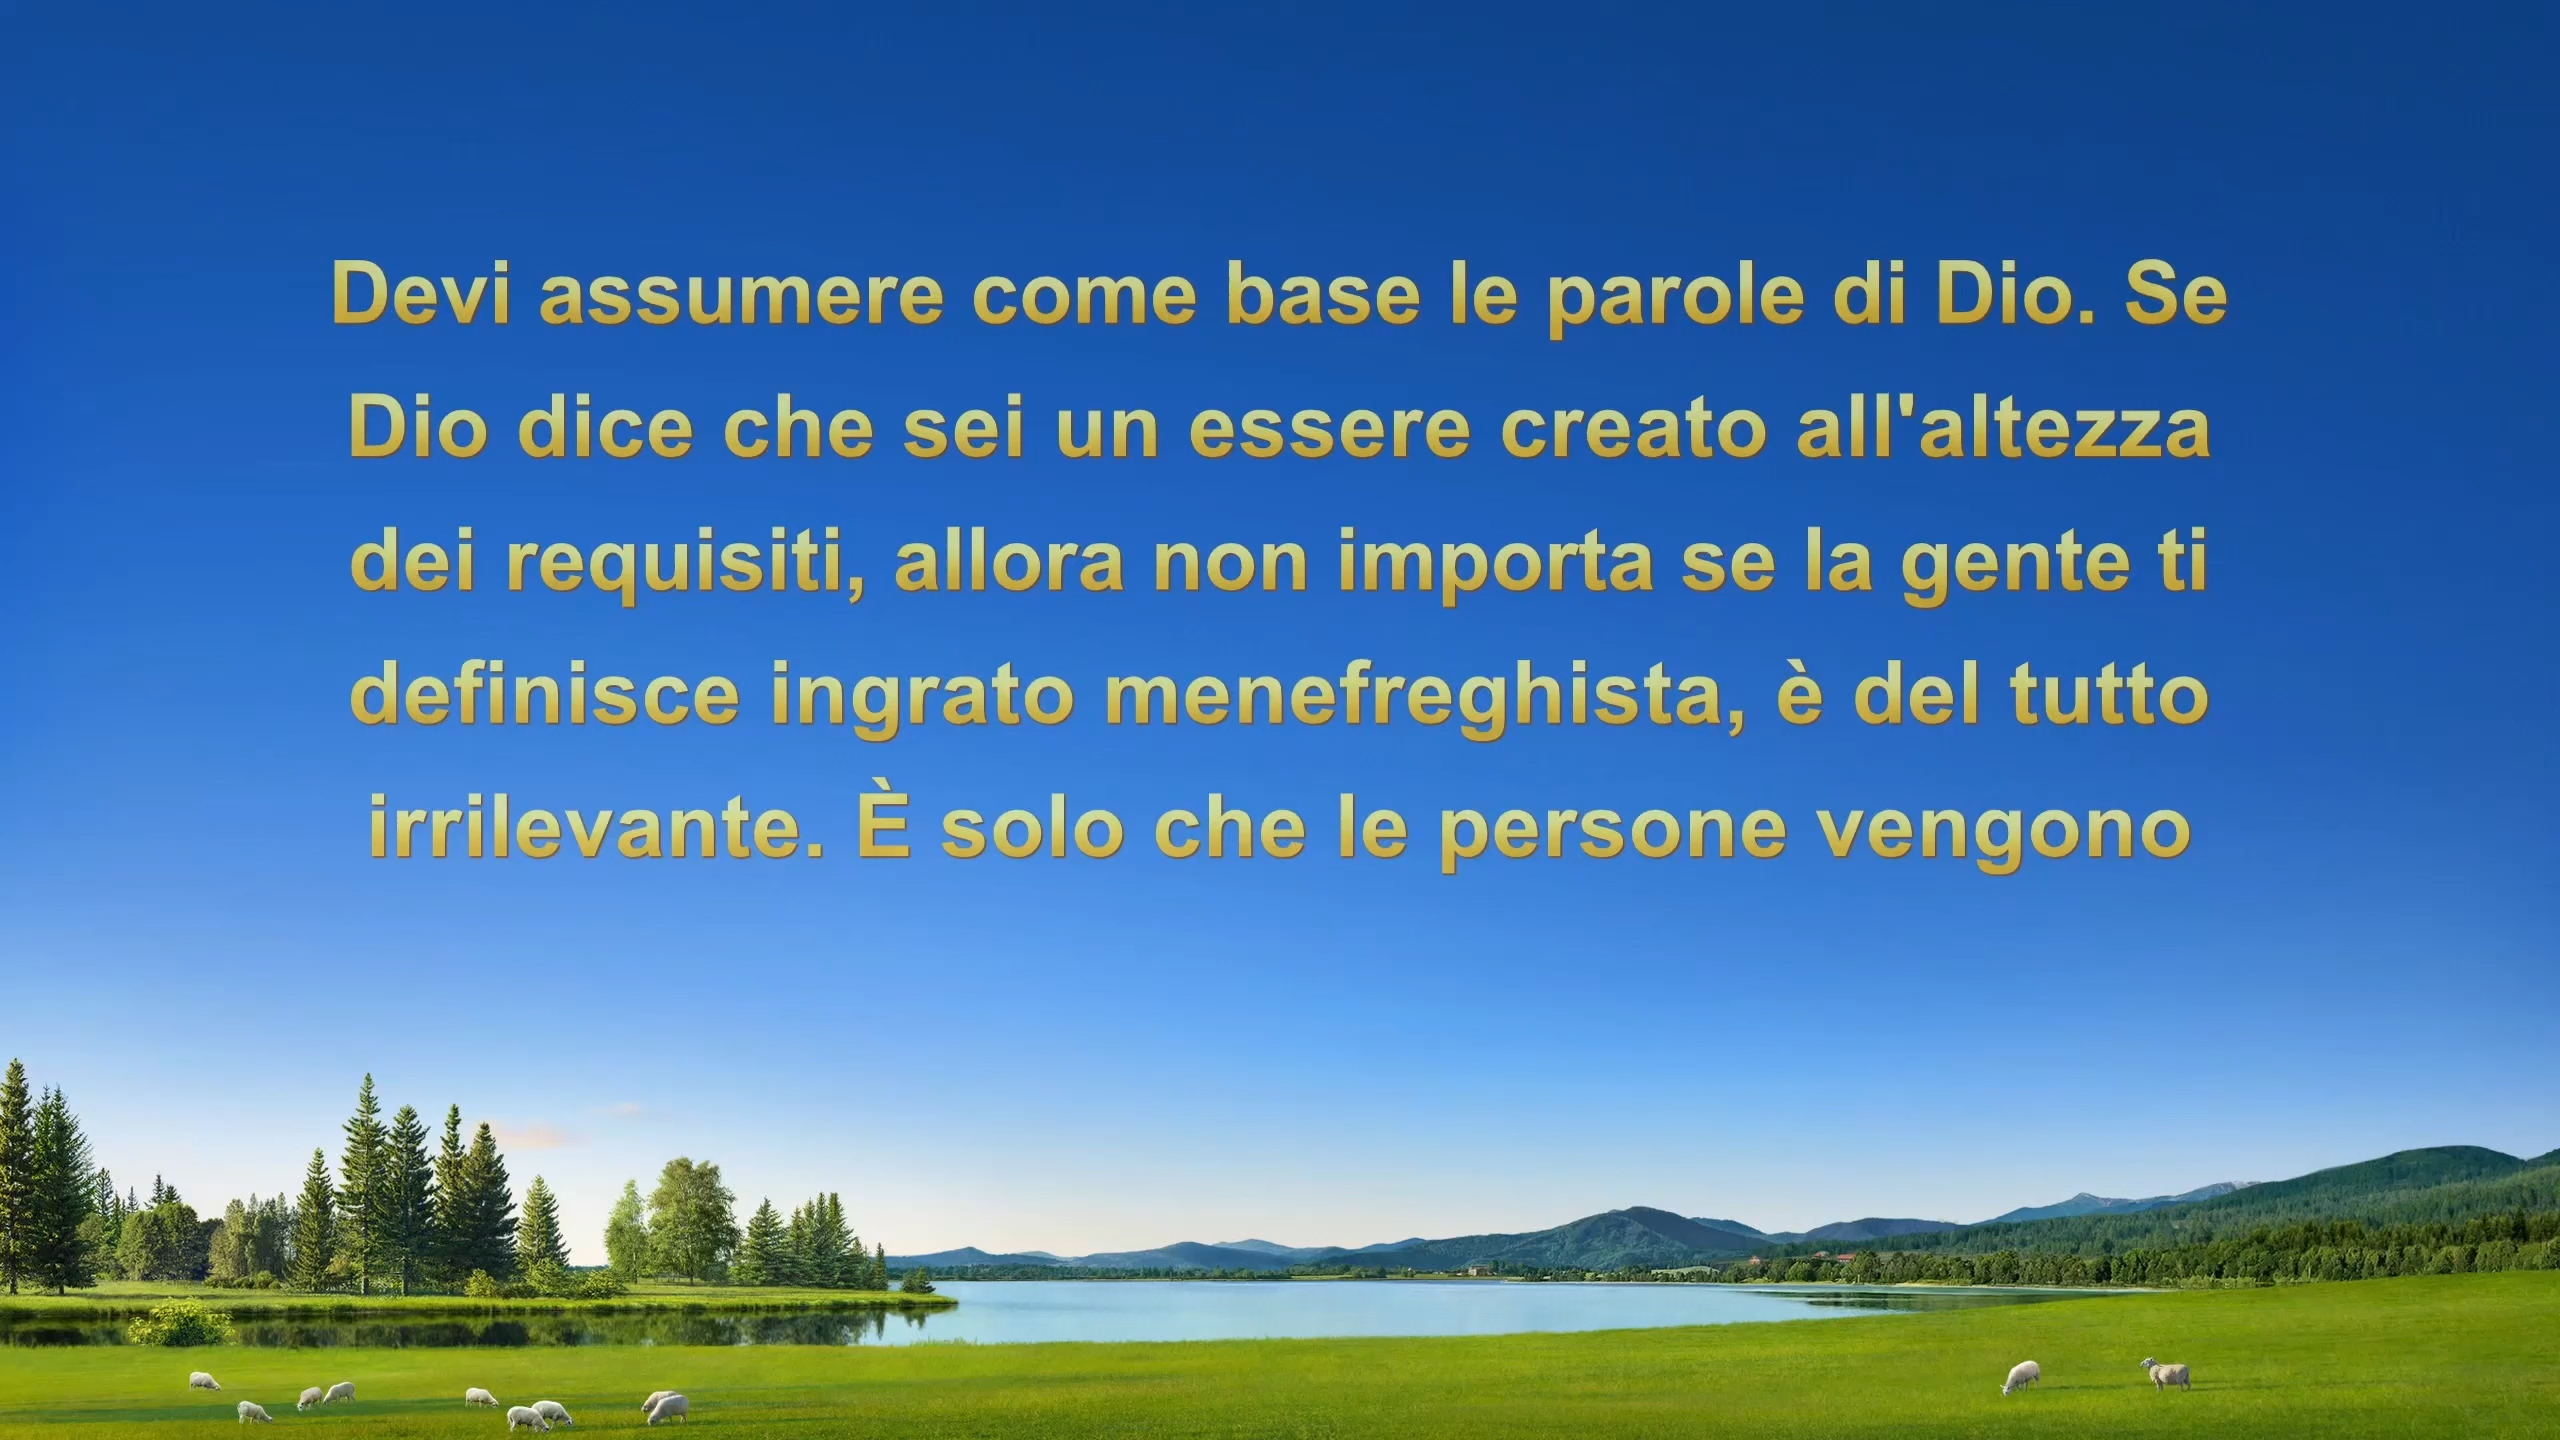 Devi assumere come base le parole di Dio. Se
Dio dice che sei un essere creato all'altezza
dei requisiti, allora non importa se la gente ti
definisce ingrato menefreghista, è del tutto
irrilevante. È solo che le persone vengono